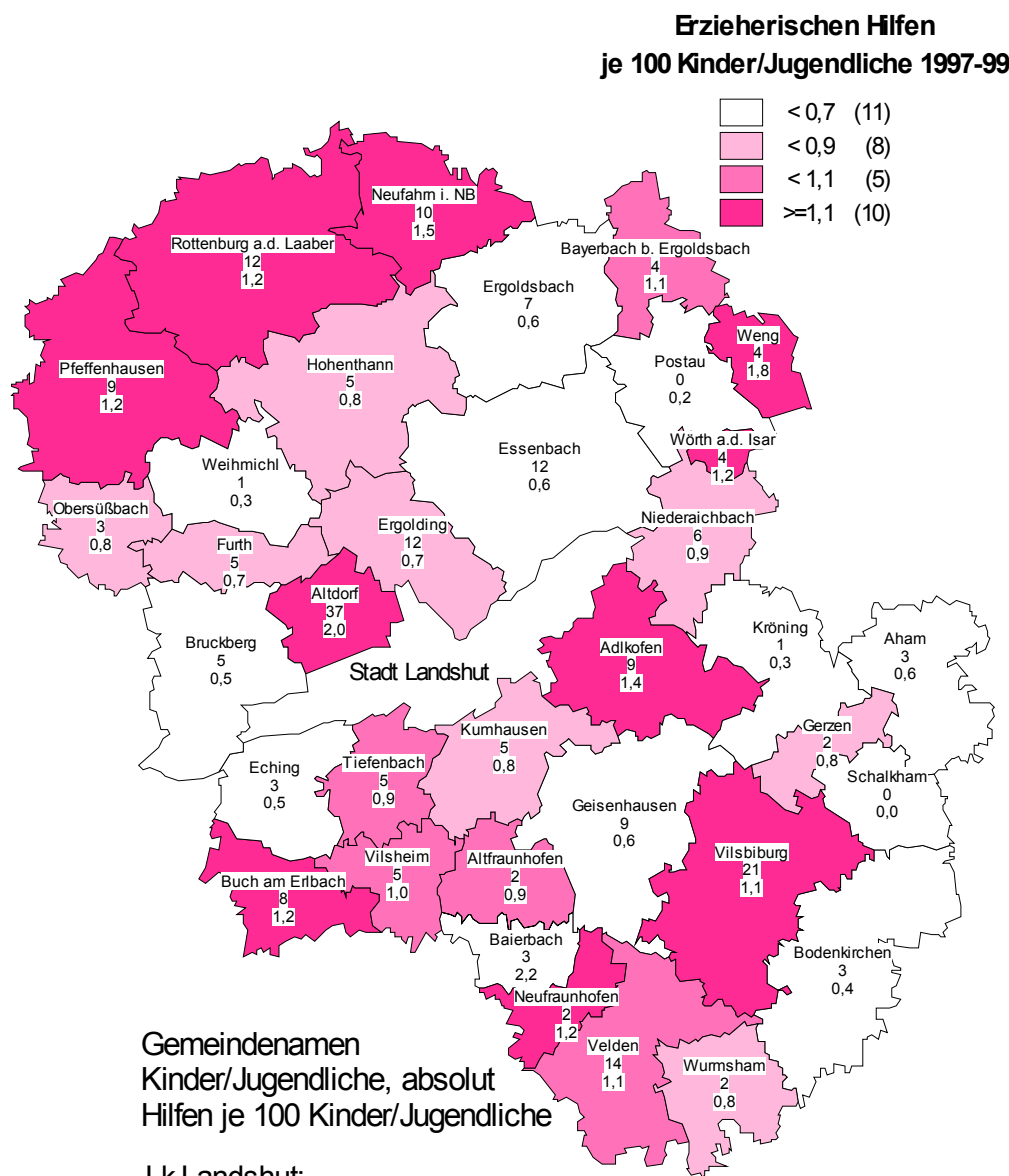 Erzieherischen Hilfen
je 100 Kinder/Jugendliche 1997-99
< 0,7 (11)
< 0,9 (8)
< 1,1 (5)
>=1,1 (10)
Neufahrn i. NB
10
1,5
Rottenburg a.d. Laaber
12
1,2
Bayerbach b. Ergoldsbach
4
1,1
Ergoldsbach
7
0,6
Weng
4
1,8
Postau
0
0,2
Pfeffenhausen
9
1,2
Hohenthann
5
0,8
Wörth a.d. Isar
4
1,2
Essenbach
12
0,6
Weihmichl
1
0,3
Obersüßbach
3
0,8
Niederaichbach
6
0,9
Ergolding
12
0,7
Furth
5
0,7
Altdorf
37
2,0
Bruckberg
5
0,5
Kröning
1
0,3
Aham
3
0,6
Adlkofen
9
1,4
Stadt Landshut
Kumhausen
5
0,8
Gerzen
2
0,8
Eching
3
0,5
Tiefenbach
5
0,9
Schalkham
0
0,0
Geisenhausen
9
0,6
Vilsbiburg
21
1,1
Vilsheim
5
1,0
Altfraunhofen
2
0,9
Buch am Erlbach
8
1,2
Baierbach
3
2,2
Bodenkirchen
3
0,4
Neufraunhofen
2
1,2
Velden
14
1,1
Wurmsham
2
0,8
Gemeindenamen
Kinder/Jugendliche, absolut
Hilfen je 100 Kinder/Jugendliche
Lk Landshut: